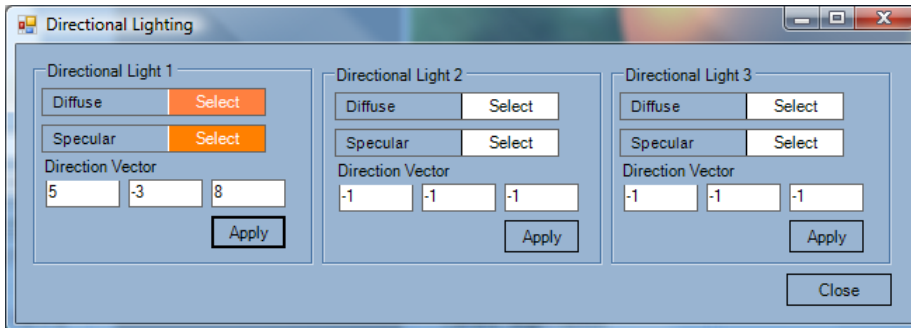 Directional Lighting
Directional Light 1
Diffuse Select
Specular Select
Direction Vector
5 -3 8
Apply
Directional Light 2
Diffuse Select
Specular Select
Direction Vector
-1 -1 -1
Apply
Directional Light 3
Diffuse Select
Specular Select
Direction Vector
-1 -1 -1
Apply
Close